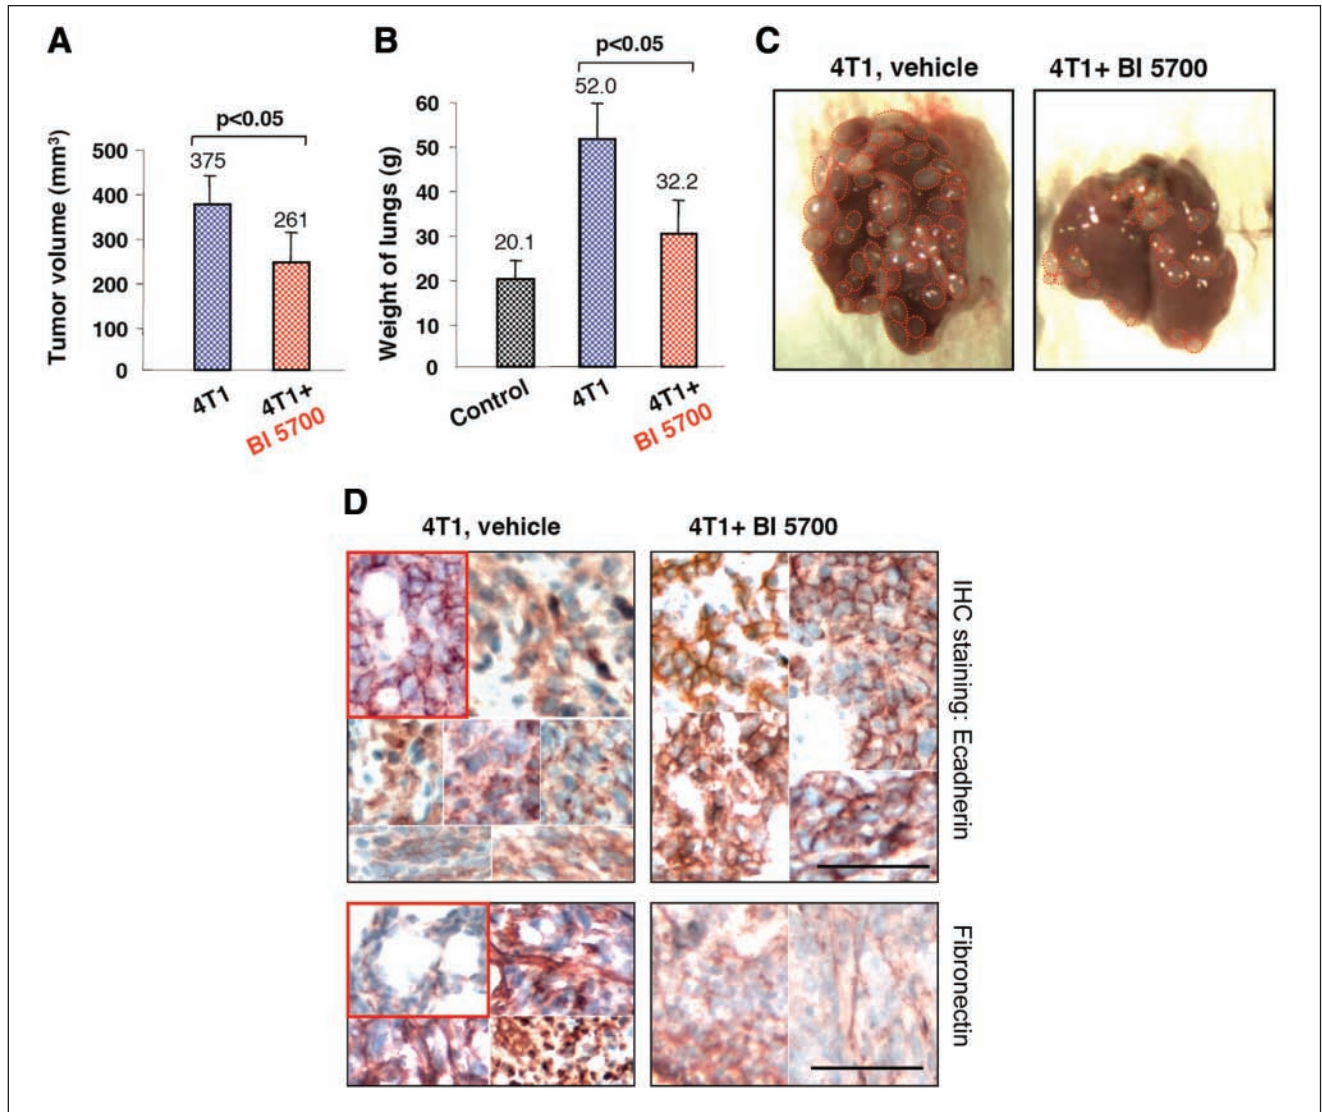 A
p<0.05
Tumor volume (mm³)
500
400
300
200
100
0
375
261
4T1
4T1+
BI 5700
B
p<0.05
Weight of lungs (g)
60
50
40
30
20
10
0
20.1
52.0
32.2
Control
4T1
4T1+
BI 5700
C
4T1, vehicle
4T1+ BI 5700
D
4T1, vehicle
4T1+ BI 5700
IHC staining: Ecadherin
Fibronectin